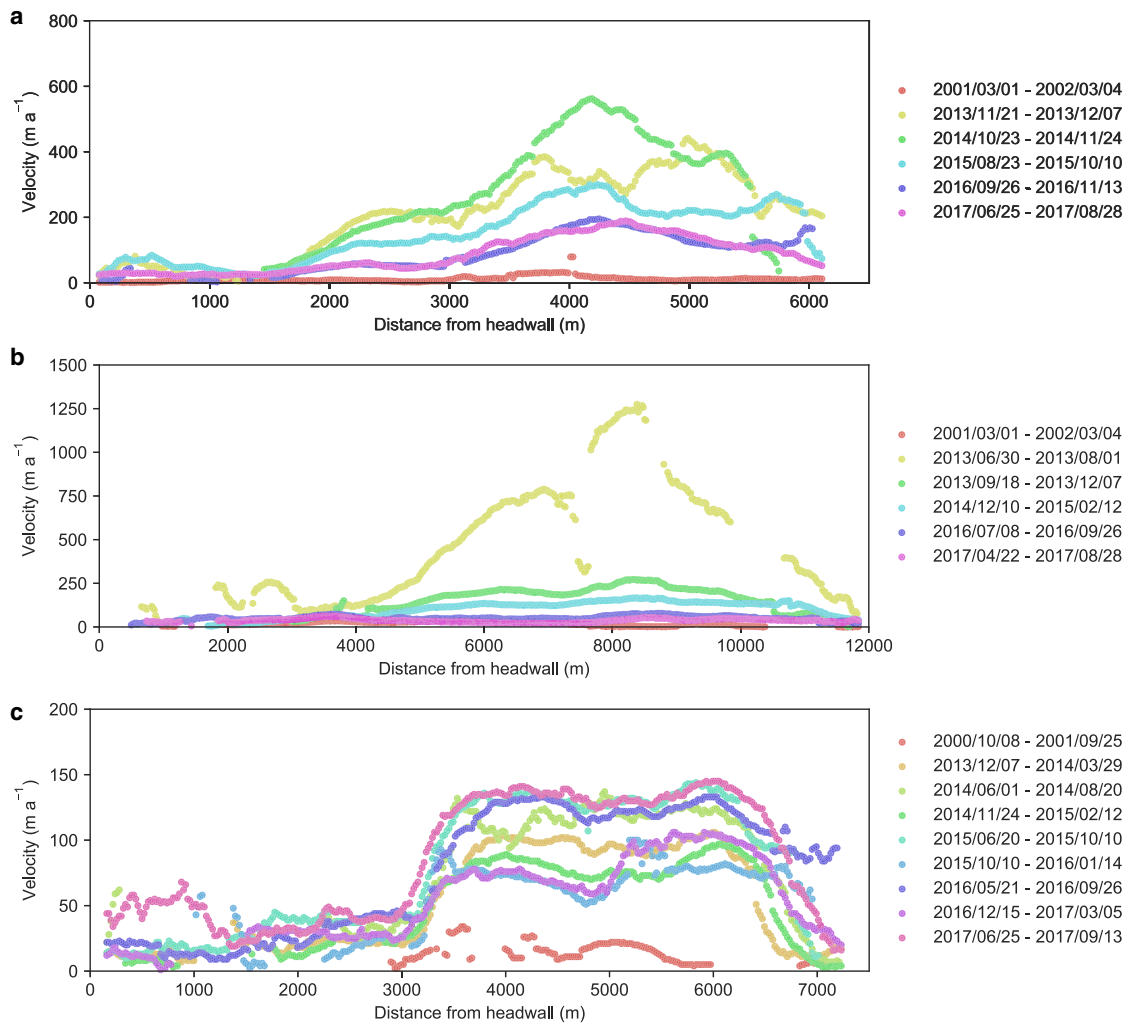 a
800
600
400
200
0
Velocity (m a⁻¹)
0 1000 2000 3000 4000 5000 6000
Distance from headwall (m)
2001/03/01 - 2002/03/04
2013/11/21 - 2013/12/07
2014/10/23 - 2014/11/24
2015/08/23 - 2015/10/10
2016/09/26 - 2016/11/13
2017/06/25 - 2017/08/28
b
1500
1250
1000
750
500
250
0
Velocity (m a⁻¹)
0 2000 4000 6000 8000 10000 12000
Distance from headwall (m)
2001/03/01 - 2002/03/04
2013/06/30 - 2013/08/01
2013/09/18 - 2013/12/07
2014/12/10 - 2015/02/12
2016/07/08 - 2016/09/26
2017/04/22 - 2017/08/28
c
200
150
100
50
0
Velocity (m a⁻¹)
0 1000 2000 3000 4000 5000 6000 7000
Distance from headwall (m)
2000/10/08 - 2001/09/25
2013/12/07 - 2014/03/29
2014/06/01 - 2014/08/20
2014/11/24 - 2015/02/12
2015/06/20 - 2015/10/10
2015/10/10 - 2016/01/14
2016/05/21 - 2016/09/26
2016/12/15 - 2017/03/05
2017/06/25 - 2017/09/13